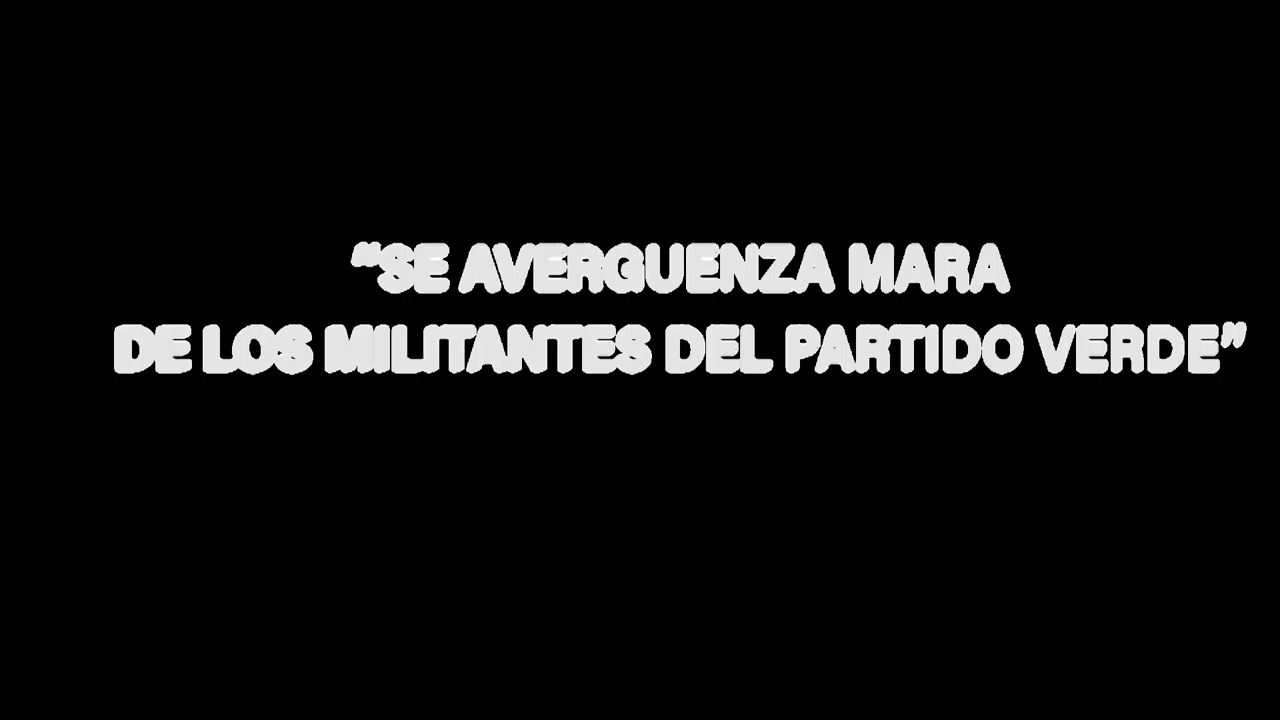 “SE AVERGUENZA MARA
DE LOS MILITANTES DEL PARTIDO VERDE”